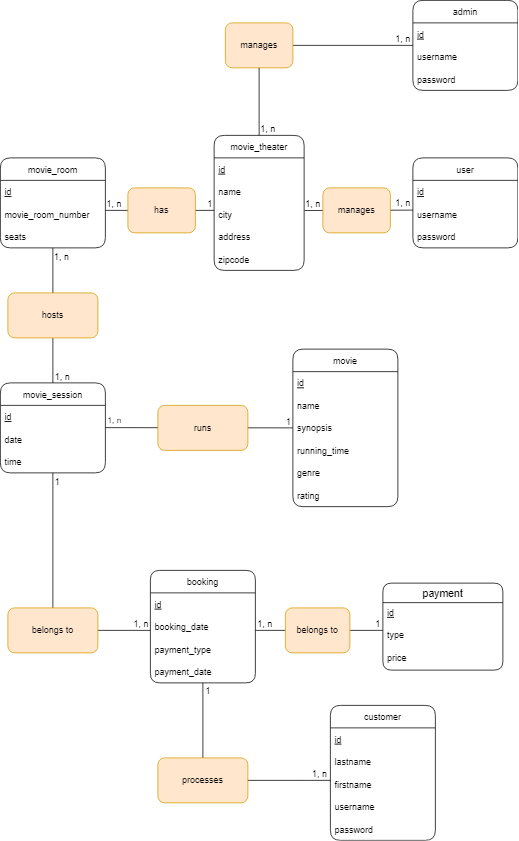 admin
id
username
password
manages
1, n
1, n
movie_theater
id
name
city
address
zipcode
movie_room
id
movie_room_number
seats
1, n
has
1
1, n
manages
1, n
user
id
username
password
1, n
hosts
1, n
movie_session
id
date
time
1, n
runs
1
movie
id
name
synopsis
running_time
genre
rating
1
belongs to
1, n
booking
id
booking_date
payment_type
payment_date
1, n
belongs to
1
payment
id
type
price
1
processes
1, n
customer
id
lastname
firstname
username
password